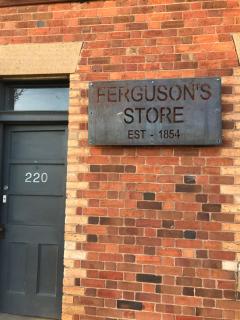 FERGUSON'S
STORE
EST - 1854
220